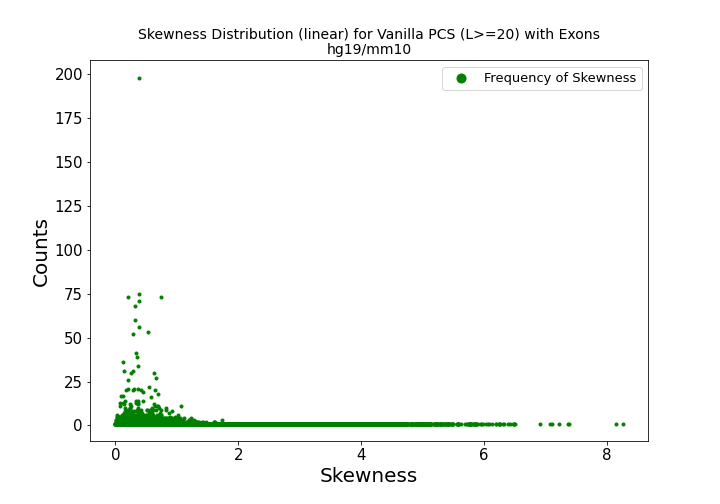 Skewness Distribution (linear) for Vanilla PCS (L>=20) with Exons
hg19/mm10
Frequency of Skewness
200
175
150
125
100
75
50
25
0
Counts
0 2 4 6 8
Skewness